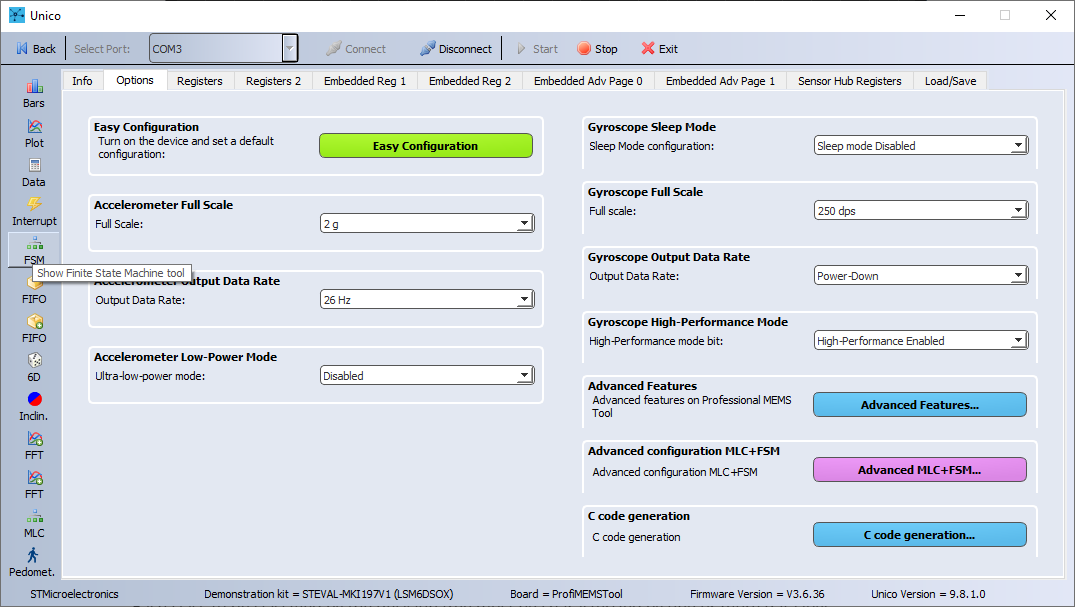 Unico
Back
Select Port:
COM3
Connect
Disconnect
Start
Stop
Exit
Info
Options
Registers
Registers 2
Embedded Reg 1
Embedded Reg 2
Embedded Adv Page 0
Embedded Adv Page 1
Sensor Hub Registers
Load/Save
Bars
Plot
Data
Interrupt
FSM
Show Finite State Machine tool
FIFO
FIFO
6D
Inclin.
FFT
FFT
MLC
Pedomet.
Easy Configuration
Turn on the device and set a default
configuration:
Easy Configuration
Accelerometer Full Scale
Full Scale:
2 g
Accelerometer Output Data Rate
Output Data Rate:
26 Hz
Accelerometer Low-Power Mode
Ultra-low-power mode:
Disabled
Gyroscope Sleep Mode
Sleep Mode configuration:
Sleep mode Disabled
Gyroscope Full Scale
Full scale:
250 dps
Gyroscope Output Data Rate
Output Data Rate:
Power-Down
Gyroscope High-Performance Mode
High-Performance mode bit:
High-Performance Enabled
Advanced Features
Advanced features on Professional MEMS
Tool
Advanced Features...
Advanced configuration MLC+FSM
Advanced configuration MLC+FSM
Advanced MLC+FSM...
C code generation
C code generation
C code generation...
STMicroelectronics
Demonstration kit = STEVAL-MKI197V1 (LSM6DSOX)
Board = ProfiMEMSTool
Firmware Version = V3.6.36
Unico Version = 9.8.1.0